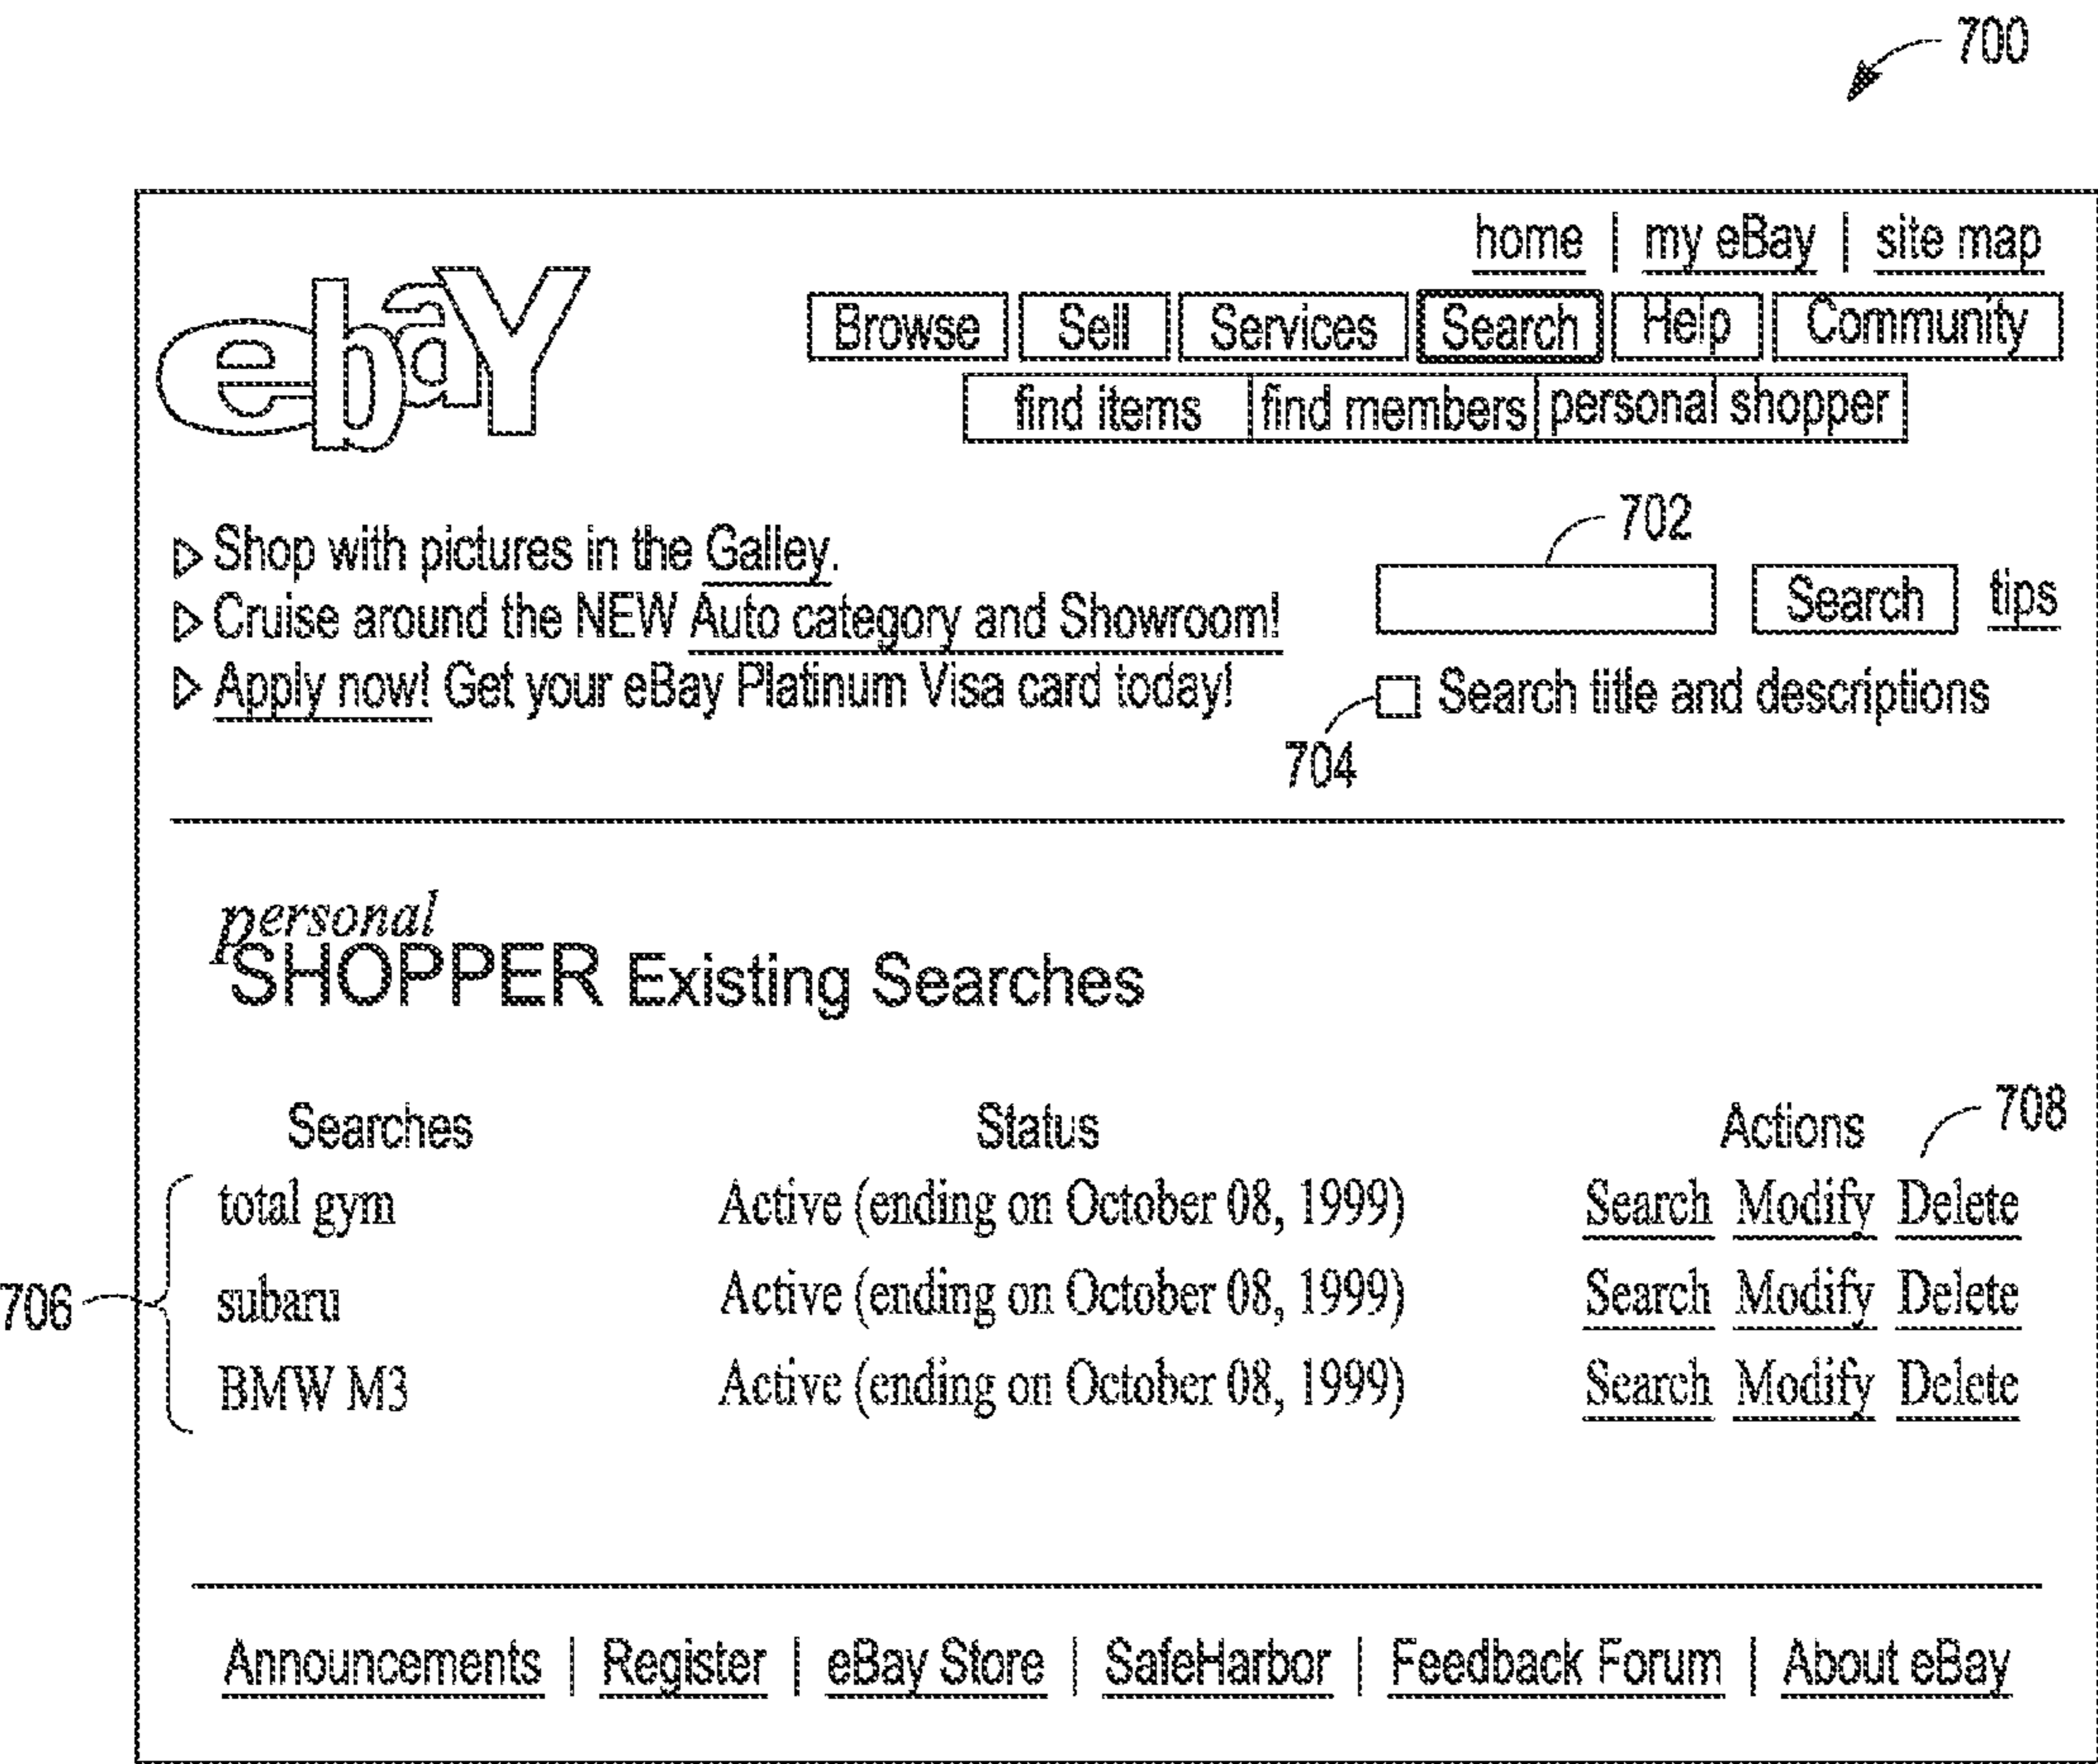 700
home | my eBay | site map
ebaY
Browse Sell Services Search Help Community
find items find members personal shopper
702
Shop with pictures in the Galley.
Cruise around the NEW Auto category and Showroom!
Search tips
Apply now! Get your eBay Platinum Visa card today!
Search title and descriptions
704
personal
SHOPPER Existing Searches
Searches Status Actions 708
total gym Active (ending on October 08, 1999) Search Modify Delete
706 subaru Active (ending on October 08, 1999) Search Modify Delete
BMW M3 Active (ending on October 08, 1999) Search Modify Delete
Announcements | Register | eBay Store | SafeHarbor | Feedback Forum | About eBay